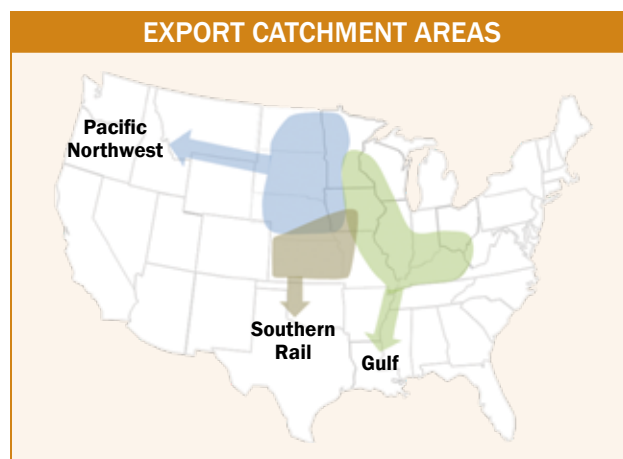 EXPORT CATCHMENT AREAS
Pacific
Northwest
Southern
Rail
Gulf